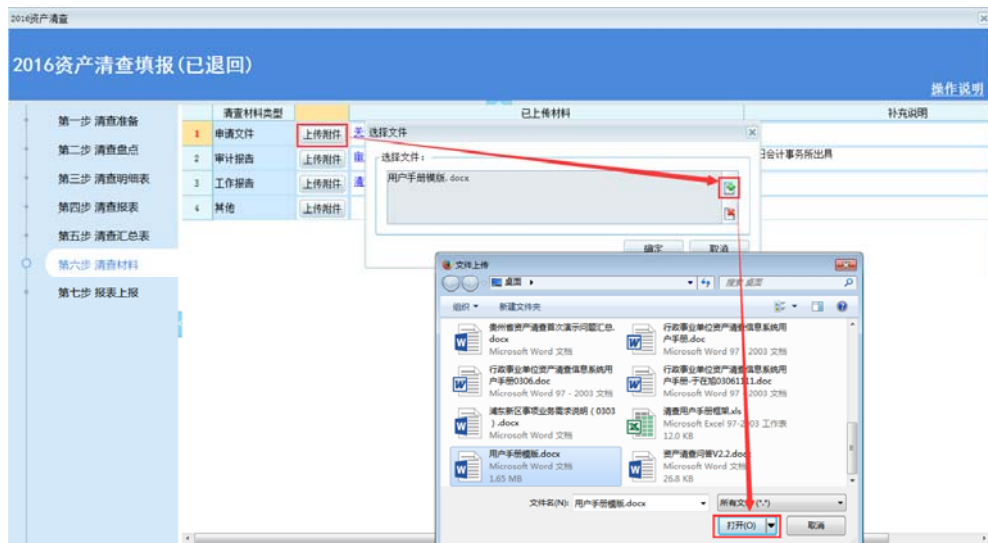 2016资产清查
2016资产清查填报(已退回)
操作说明
第一步 清查准备
第二步 清查盘点
第三步 清查明细表
第四步 清查报表
第五步 清查汇总表
第六步 清查材料
第七步 报表上报
清查材料类型 已上传材料 补充说明
1 申请文件 上传附件 关
2 审计报告 上传附件 会计事务所出具
3 工作报告 上传附件 清
4 其他 上传附件
选择文件
选择文件：
用户手册模版.docx
确定 取消
文件上传
桌面
搜索 桌面
组织 新建文件夹
贵州省资产清查首次演示问题汇总.
docx
Microsoft Word 文档
行政事业单位资产清查信息系统用
户手册.doc
Microsoft Word 97 - 2003 文档
行政事业单位资产清查信息系统用
户手册0306.doc
Microsoft Word 97 - 2003 文档
行政事业单位资产清查信息系统用
户手册-于在旭03061111.doc
Microsoft Word 97 - 2003 文档
浦东新区事项业务需求说明（0303
）.docx
Microsoft Word 文档
清查用户手册框架.xls
Microsoft Excel 97-2003 工作表
12.0 KB
用户手册模版.docx
Microsoft Word 文档
1.65 MB
资产清查问答V2.2.docx
Microsoft Word 文档
26.8 KB
文件名(N): 用户手册模版.docx 所有文件 (*.*)
打开(O) 取消